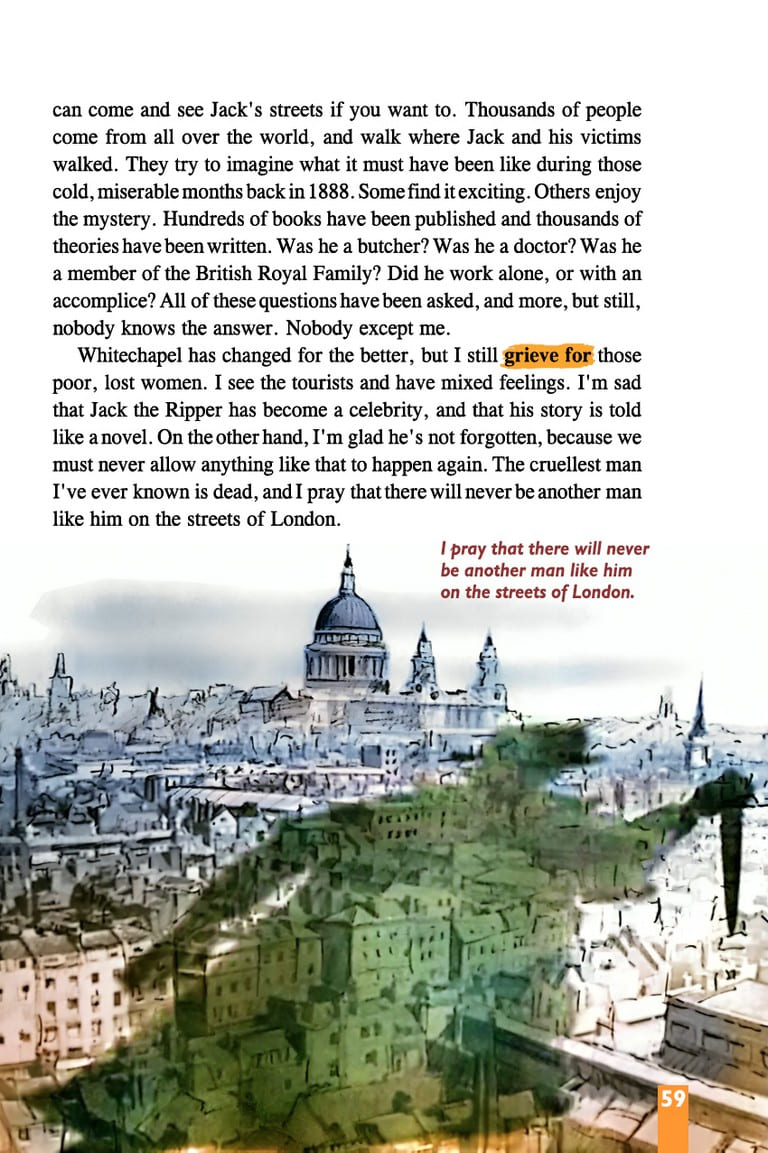 can come and see Jack's streets if you want to. Thousands of people
come from all over the world, and walk where Jack and his victims
walked. They try to imagine what it must have been like during those
cold, miserable months back in 1888. Some find it exciting. Others enjoy
the mystery. Hundreds of books have been published and thousands of
theories have been written. Was he a butcher? Was he a doctor? Was he
a member of the British Royal Family? Did he work alone, or with an
accomplice? All of these questions have been asked, and more, but still,
nobody knows the answer. Nobody except me.
Whitechapel has changed for the better, but I still grieve for those
poor, lost women. I see the tourists and have mixed feelings. I'm sad
that Jack the Ripper has become a celebrity, and that his story is told
like a novel. On the other hand, I'm glad he's not forgotten, because we
must never allow anything like that to happen again. The cruellest man
I've ever known is dead, and I pray that there will never be another man
like him on the streets of London.
I pray that there will never
be another man like him
on the streets of London.
59